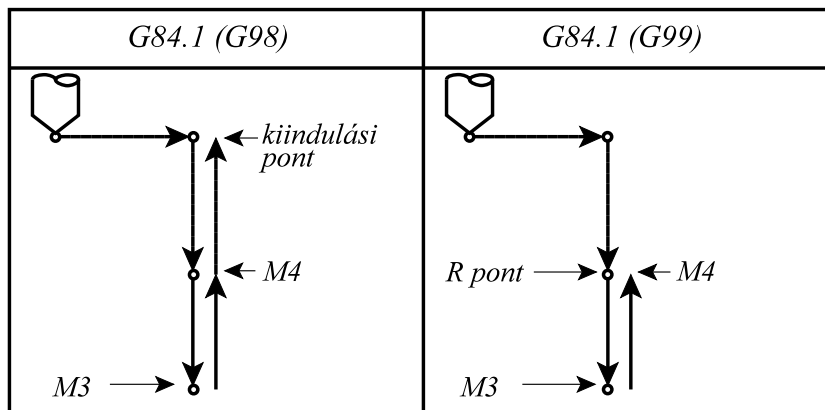 G84.1 (G98)
G84.1 (G99)
kiindulási
pont
M4
M3
R pont
M4
M3